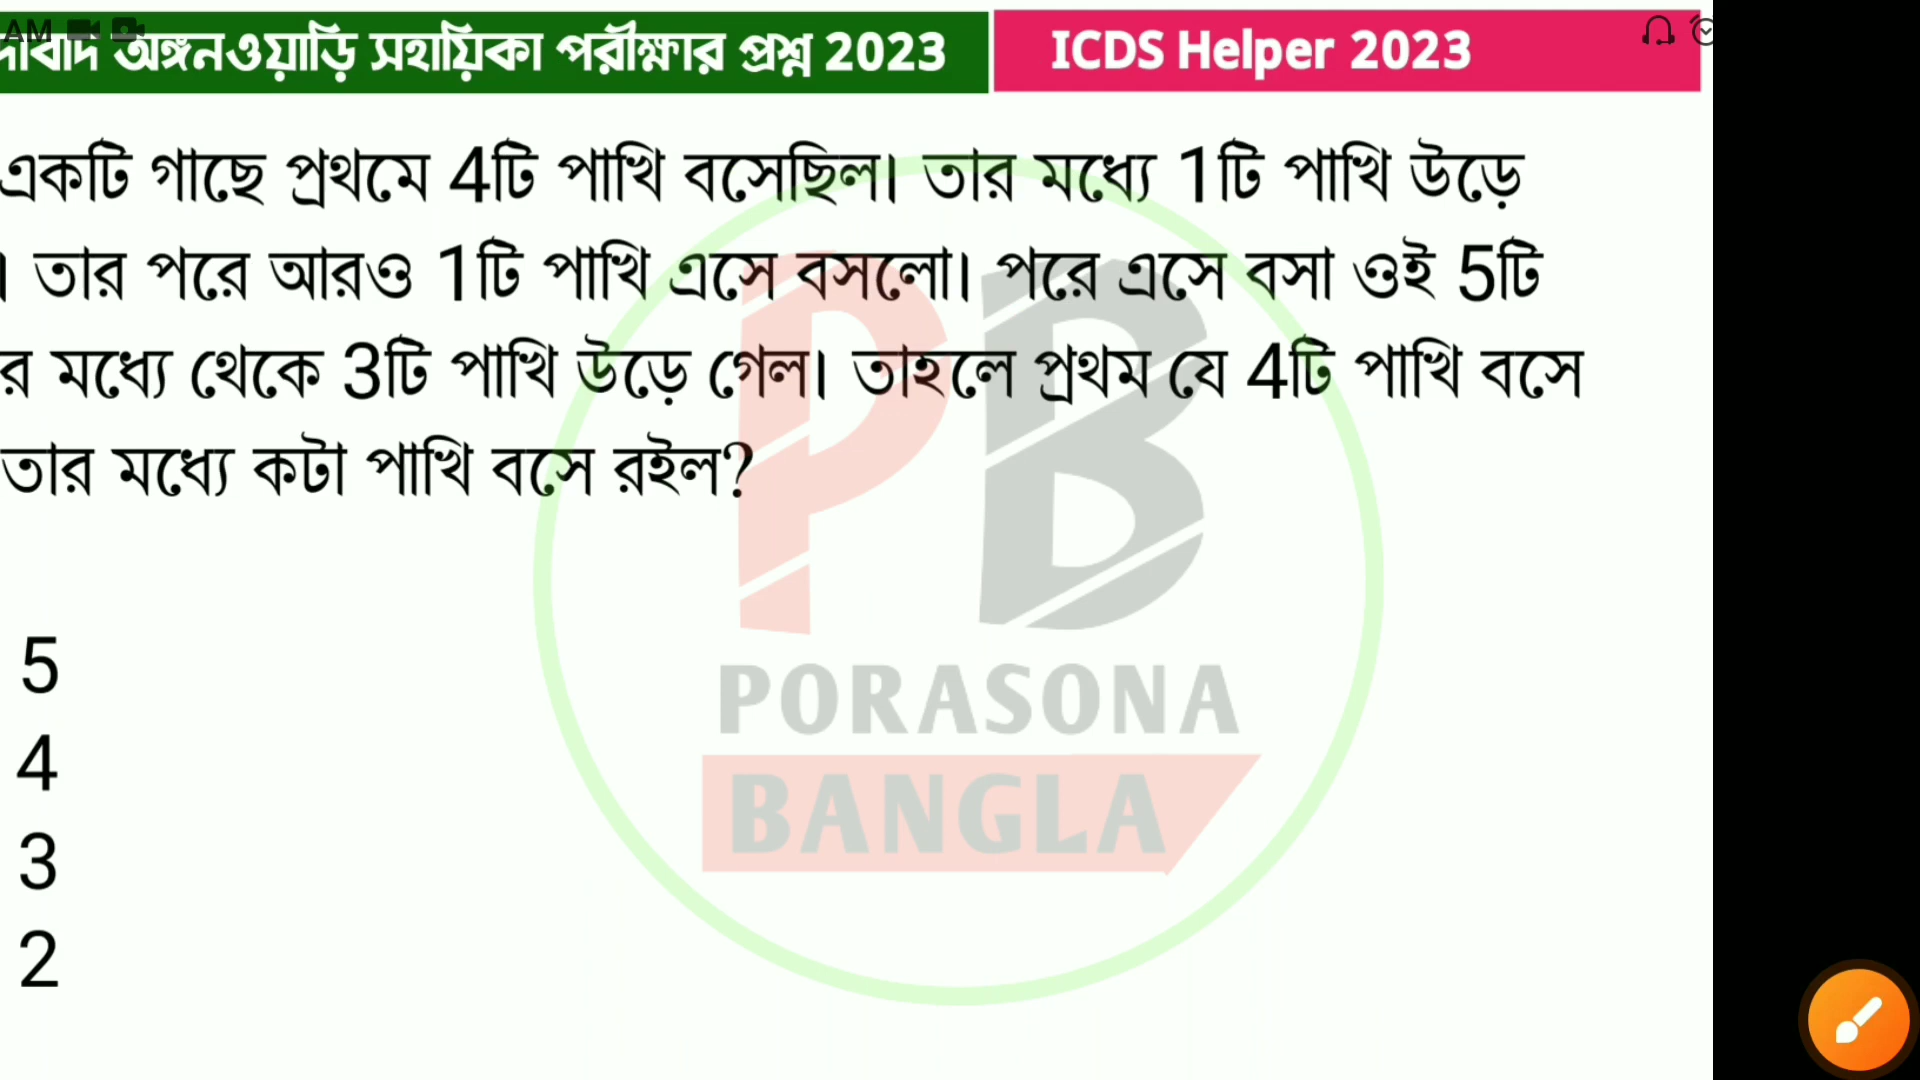 AM
অঙ্গনওয়াড়ি সহায়িকা পরীক্ষার প্রশ্ন 2023
ICDS Helper 2023
একটি গাছে প্রথমে 4টি পাখি বসেছিল। তার মধ্যে 1টি পাখি উড়ে
। তার পরে আরও 1টি পাখি এসে বসলো। পরে এসে বসা ওই 5টি
র মধ্যে থেকে 3টি পাখি উড়ে গেল। তাহলে প্রথম যে 4টি পাখি বসে
তার মধ্যে কটা পাখি বসে রইল?
5
4
3
2
PB
PORASONA
BANGLA